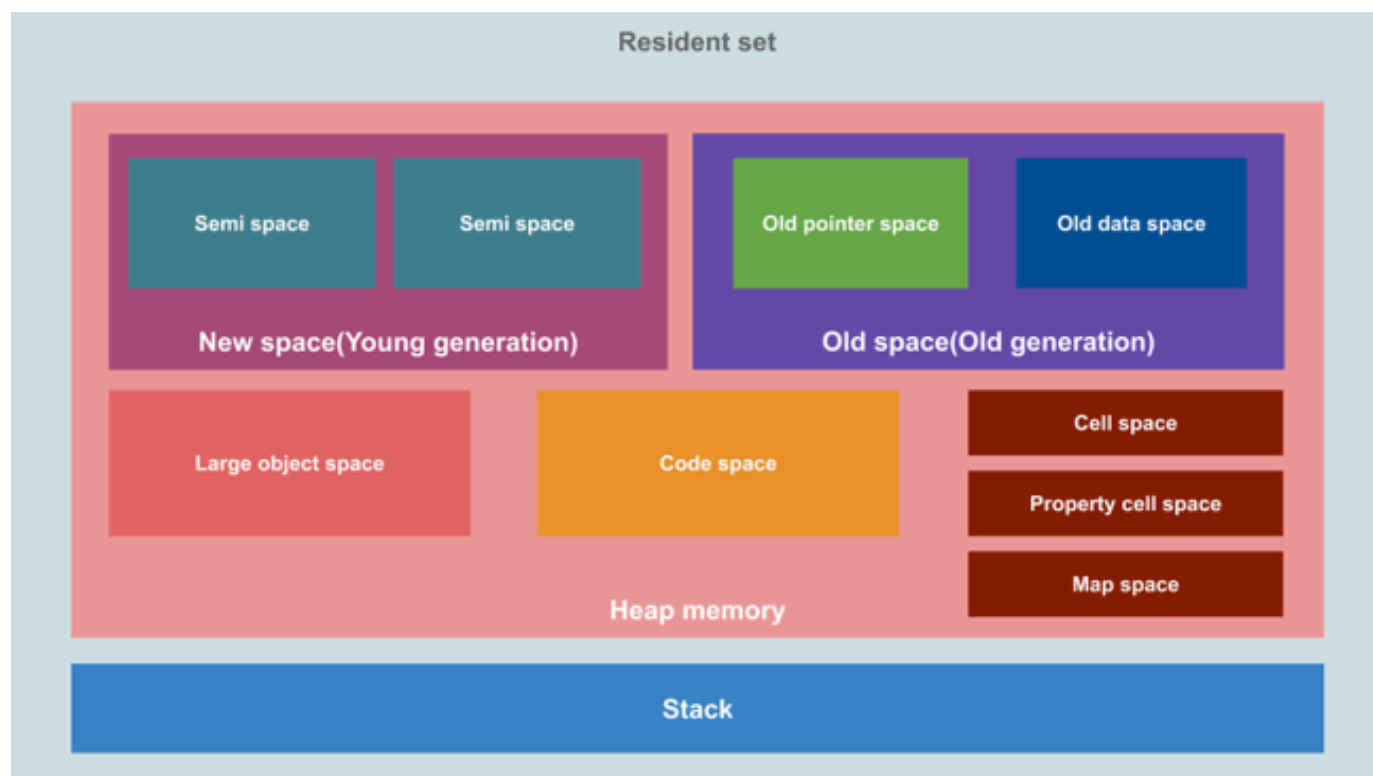 Resident set
Semi space
Semi space
Old pointer space
Old data space
New space(Young generation)
Old space(Old generation)
Large object space
Code space
Cell space
Property cell space
Map space
Heap memory
Stack